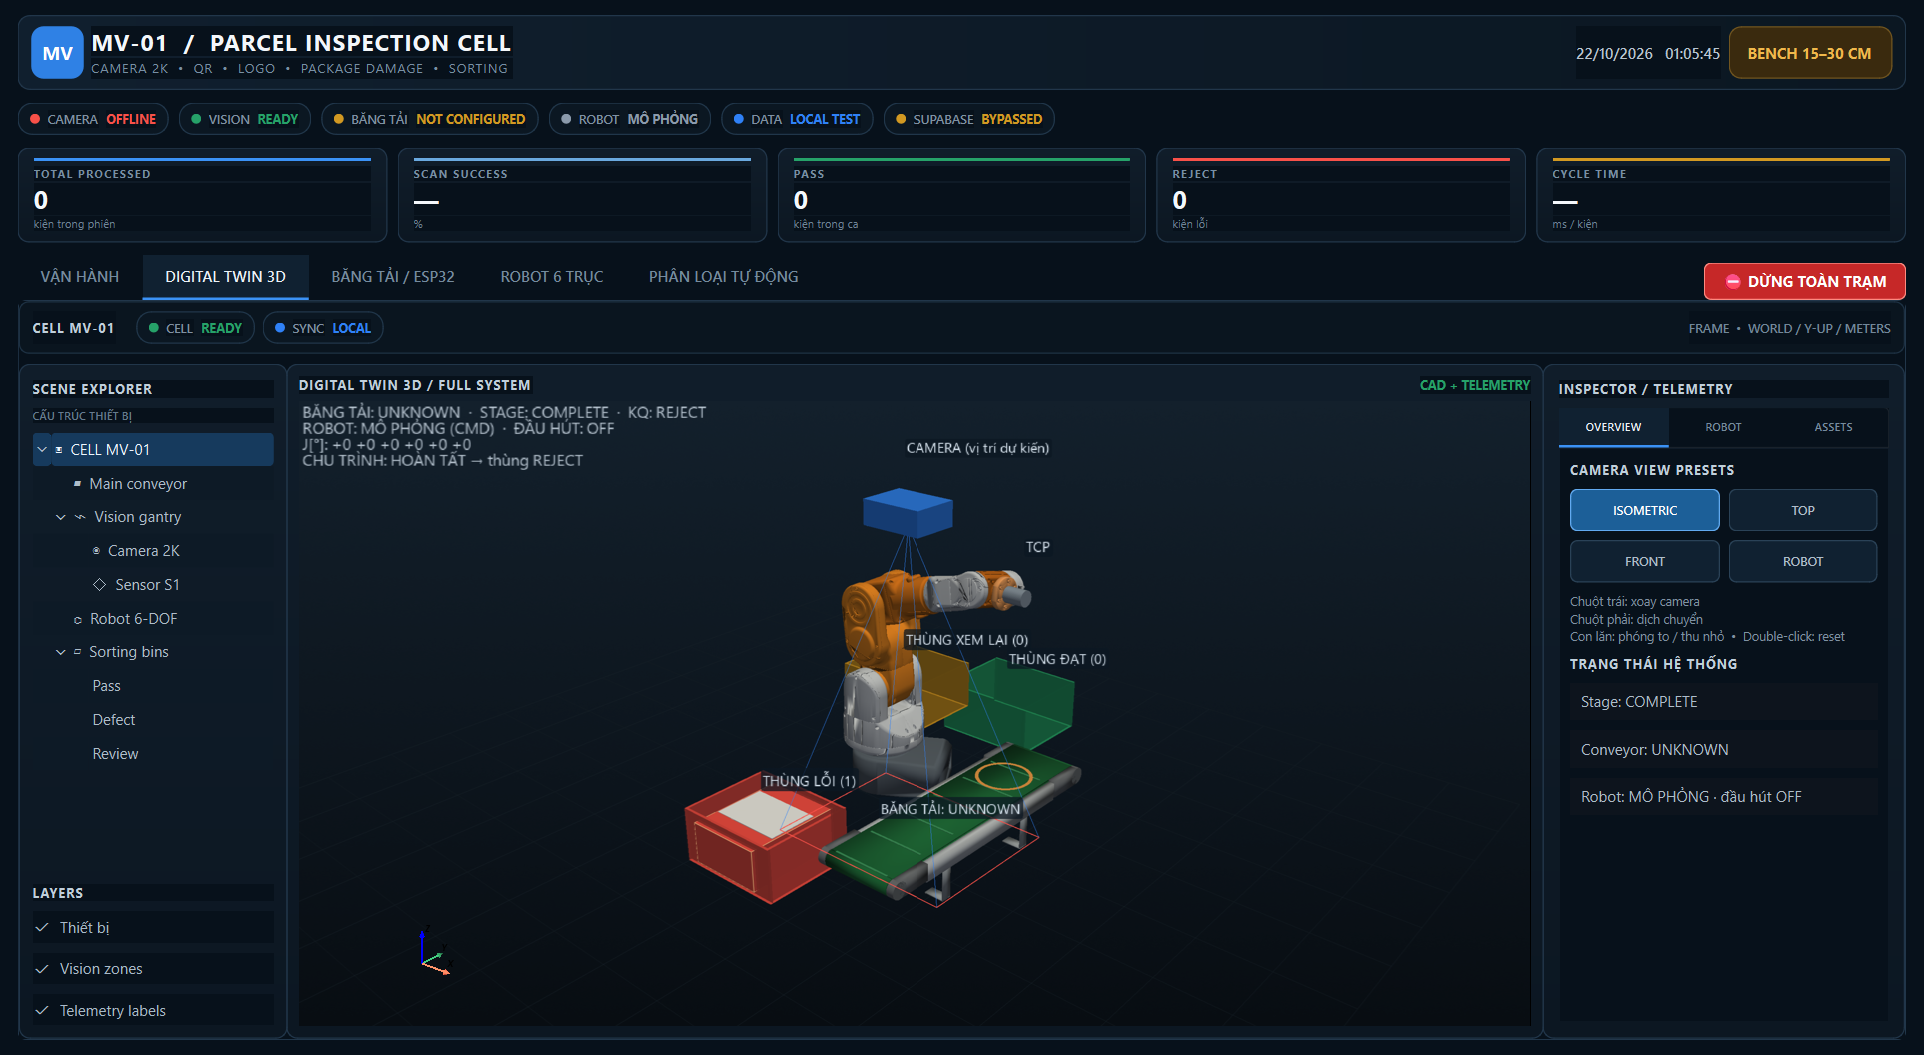 MV
MV-01 / PARCEL INSPECTION CELL
CAMERA 2K • QR • LOGO • PACKAGE DAMAGE • SORTING
22/10/2026 01:05:45
BENCH 15–30 CM
CAMERA OFFLINE
VISION READY
BĂNG TẢI NOT CONFIGURED
ROBOT MÔ PHỎNG
DATA LOCAL TEST
SUPABASE BYPASSED
TOTAL PROCESSED
0
kiện trong phiên
SCAN SUCCESS
—
%
PASS
0
kiện trong ca
REJECT
0
kiện lỗi
CYCLE TIME
—
ms / kiện
VẬN HÀNH
DIGITAL TWIN 3D
BĂNG TẢI / ESP32
ROBOT 6 TRỤC
PHÂN LOẠI TỰ ĐỘNG
DỪNG TOÀN TRẠM
CELL MV-01
CELL READY
SYNC LOCAL
FRAME • WORLD / Y-UP / METERS
SCENE EXPLORER
CẤU TRÚC THIẾT BỊ
CELL MV-01
Main conveyor
Vision gantry
Camera 2K
Sensor S1
Robot 6-DOF
Sorting bins
Pass
Defect
Review
LAYERS
Thiết bị
Vision zones
Telemetry labels
DIGITAL TWIN 3D / FULL SYSTEM
CAD + TELEMETRY
BĂNG TẢI: UNKNOWN · STAGE: COMPLETE · KQ: REJECT
ROBOT: MÔ PHỎNG (CMD) · ĐẦU HÚT: OFF
J[°]: +0 +0 +0 +0 +0 +0
CHU TRÌNH: HOÀN TẤT → thùng REJECT
CAMERA (vị trí dự kiến)
TCP
THÙNG XEM LẠI (0)
THÙNG ĐẠT (0)
THÙNG LỖI (1)
BĂNG TẢI: UNKNOWN
INSPECTOR / TELEMETRY
OVERVIEW
ROBOT
ASSETS
CAMERA VIEW PRESETS
ISOMETRIC
TOP
FRONT
ROBOT
Chuột trái: xoay camera
Chuột phải: dịch chuyển
Con lăn: phóng to / thu nhỏ • Double-click: reset
TRẠNG THÁI HỆ THỐNG
Stage: COMPLETE
Conveyor: UNKNOWN
Robot: MÔ PHỎNG · đầu hút OFF